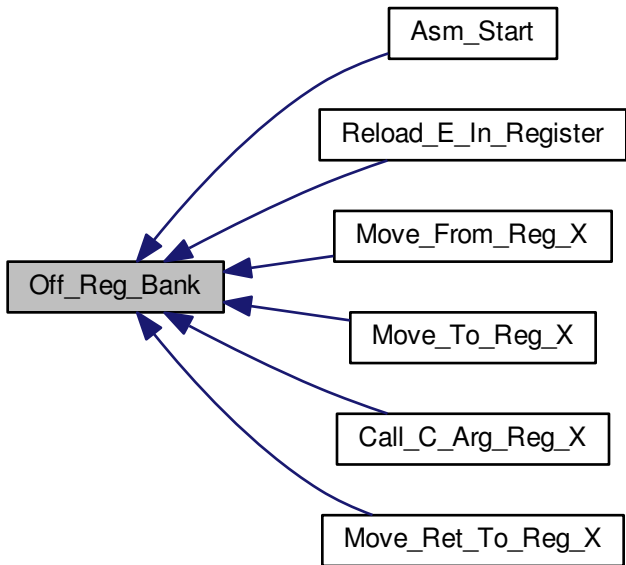 Asm_Start
Reload_E_In_Register
Move_From_Reg_X
Off_Reg_Bank
Move_To_Reg_X
Call_C_Arg_Reg_X
Move_Ret_To_Reg_X